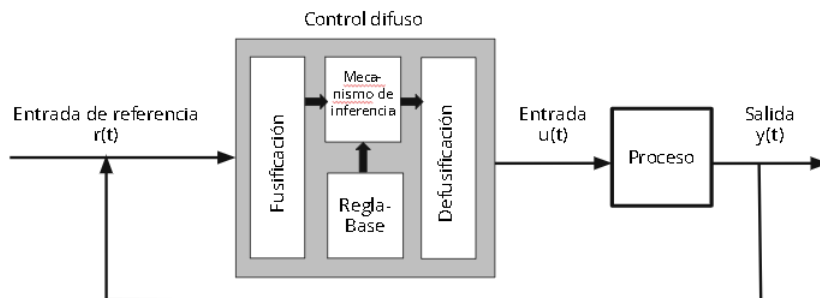 Control difuso
Entrada de referencia
r(t)
Fusificación
Meca-
nismo de
inferencia
Regla-
Base
Defusificación
Entrada
u(t)
Proceso
Salida
y(t)